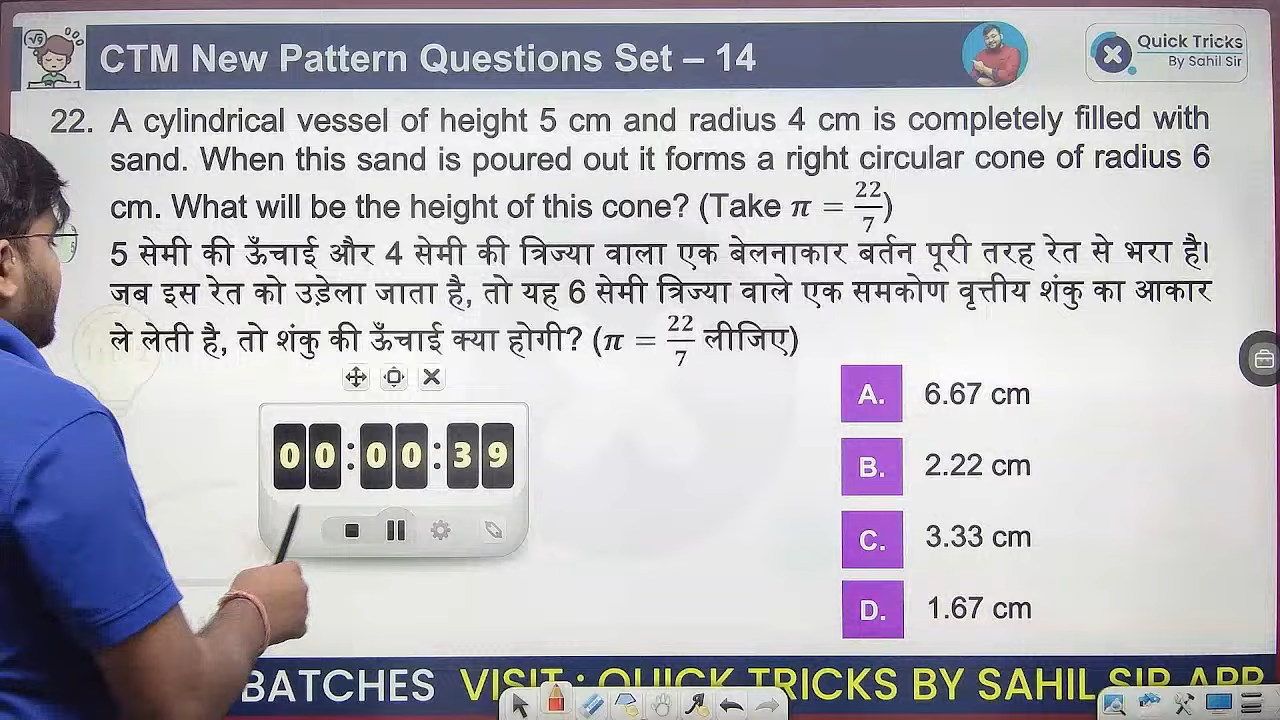 CTM New Pattern Questions Set – 14
Quick Tricks
By Sahil Sir
22. A cylindrical vessel of height 5 cm and radius 4 cm is completely filled with
sand. When this sand is poured out it forms a right circular cone of radius 6
cm. What will be the height of this cone? (Take π = 22/7)
5 सेमी की ऊँचाई और 4 सेमी की त्रिज्या वाला एक बेलनाकार बर्तन पूरी तरह रेत से भरा है।
जब इस रेत को उड़ेला जाता है, तो यह 6 सेमी त्रिज्या वाले एक समकोण वृत्तीय शंकु का आकार
ले लेती है, तो शंकु की ऊँचाई क्या होगी? (π = 22/7 लीजिए)
00:00:39
A. 6.67 cm
B. 2.22 cm
C. 3.33 cm
D. 1.67 cm
BATCHES VISIT : QUICK TRICKS BY SAHIL SIR APP